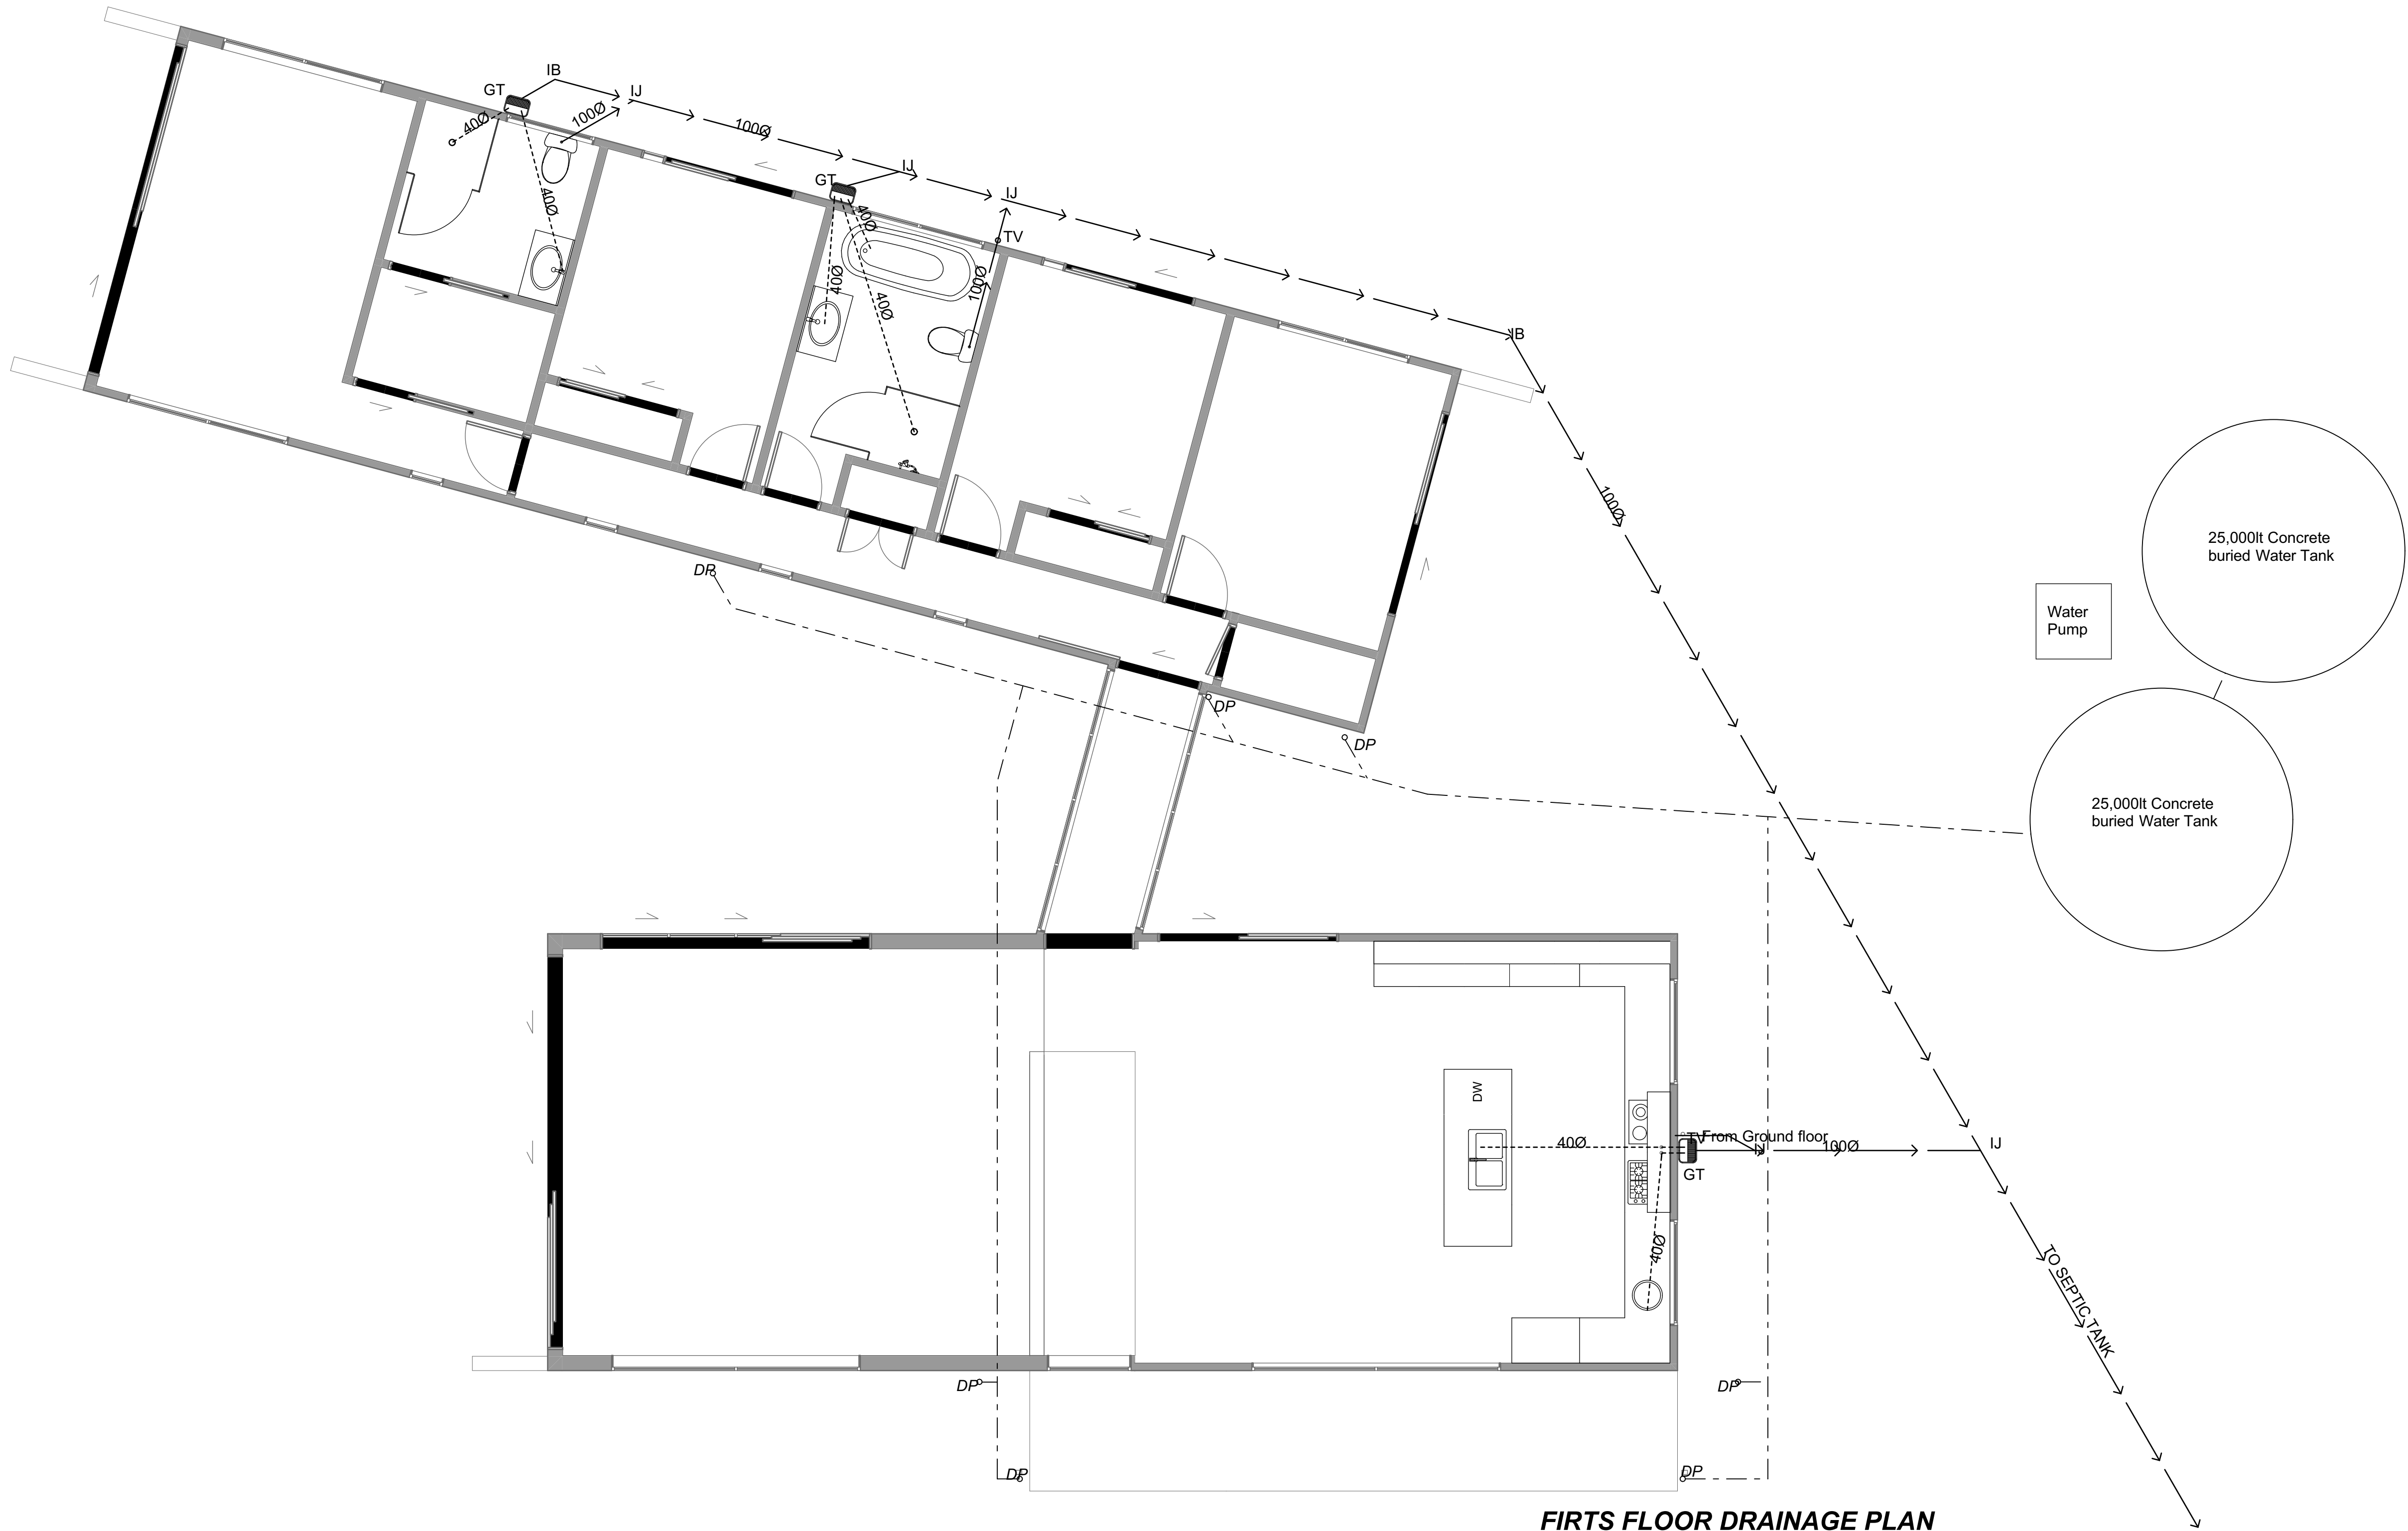 IB
GT
IJ
40Ø
100Ø
100Ø
40Ø
IJ
GT
IJ
40Ø
TV
40Ø
40Ø
100Ø
IB
100Ø
25,000lt Concrete
buried Water Tank
Water
Pump
DP
DP
DP
25,000lt Concrete
buried Water Tank
DW
40Ø
TV
From Ground floor
IJ
100Ø
IJ
GT
40Ø
TO SEPTIC TANK
DP
DP
DP
DP
FIRTS FLOOR DRAINAGE PLAN